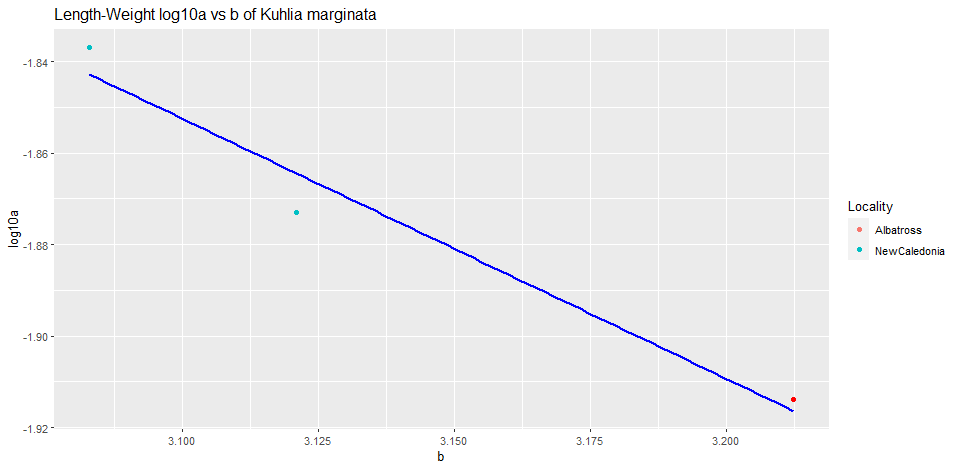 Length-Weight log10a vs b of Kuhlia marginata
-1.84
-1.86
-1.88
-1.90
-1.92
log10a
3.100
3.125
3.150
3.175
3.200
b
Locality
Albatross
NewCaledonia